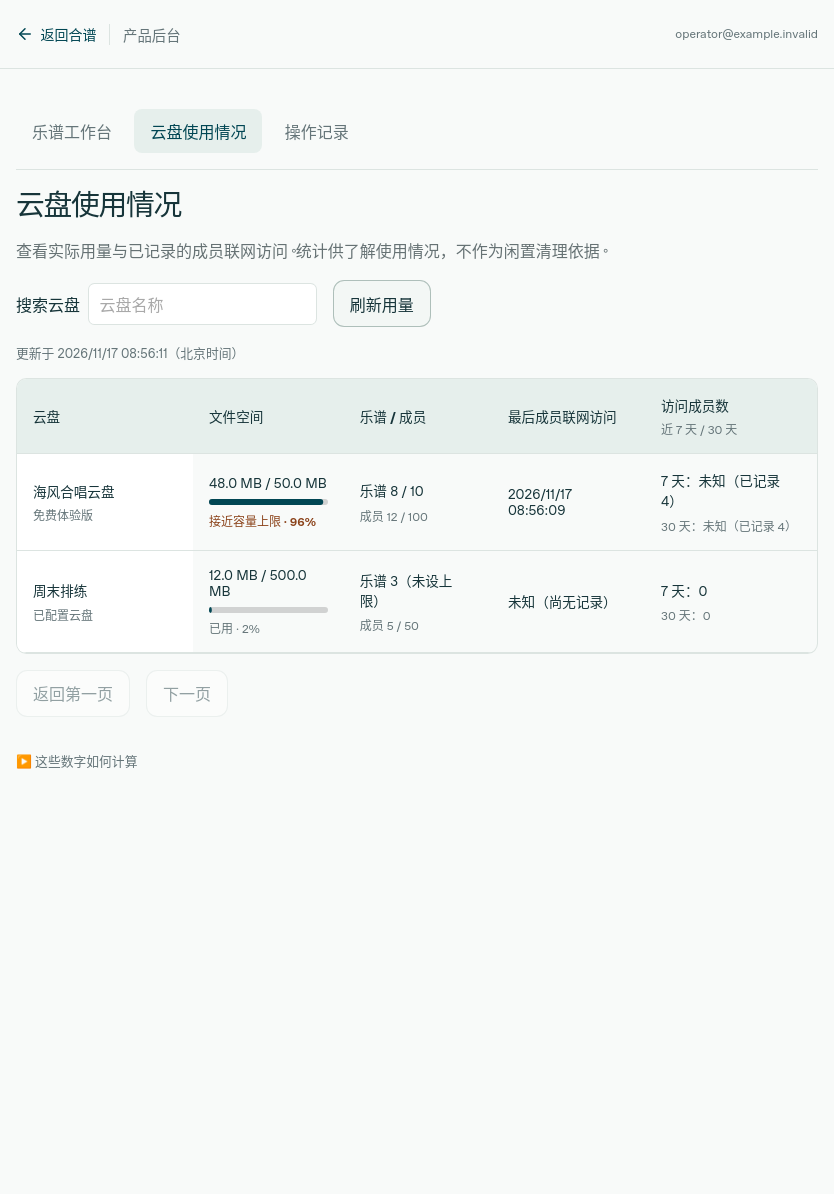 返回合谱
产品后台
operator@example.invalid
乐谱工作台
云盘使用情况
操作记录
云盘使用情况
查看实际用量与已记录的成员联网访问。统计供了解使用情况，不作为闲置清理依据。
搜索云盘
云盘名称
刷新用量
更新于 2026/11/17 08:56:11（北京时间）
云盘
文件空间
乐谱 / 成员
最后成员联网访问
访问成员数
近 7 天 / 30 天
海风合唱云盘
免费体验版
48.0 MB / 50.0 MB
接近容量上限 · 96%
乐谱 8 / 10
成员 12 / 100
2026/11/17
08:56:09
7 天：未知（已记录
4）
30 天：未知（已记录 4）
周末排练
已配置云盘
12.0 MB / 500.0
MB
已用 · 2%
乐谱 3（未设上
限）
成员 5 / 50
未知（尚无记录）
7 天：0
30 天：0
返回第一页
下一页
这些数字如何计算